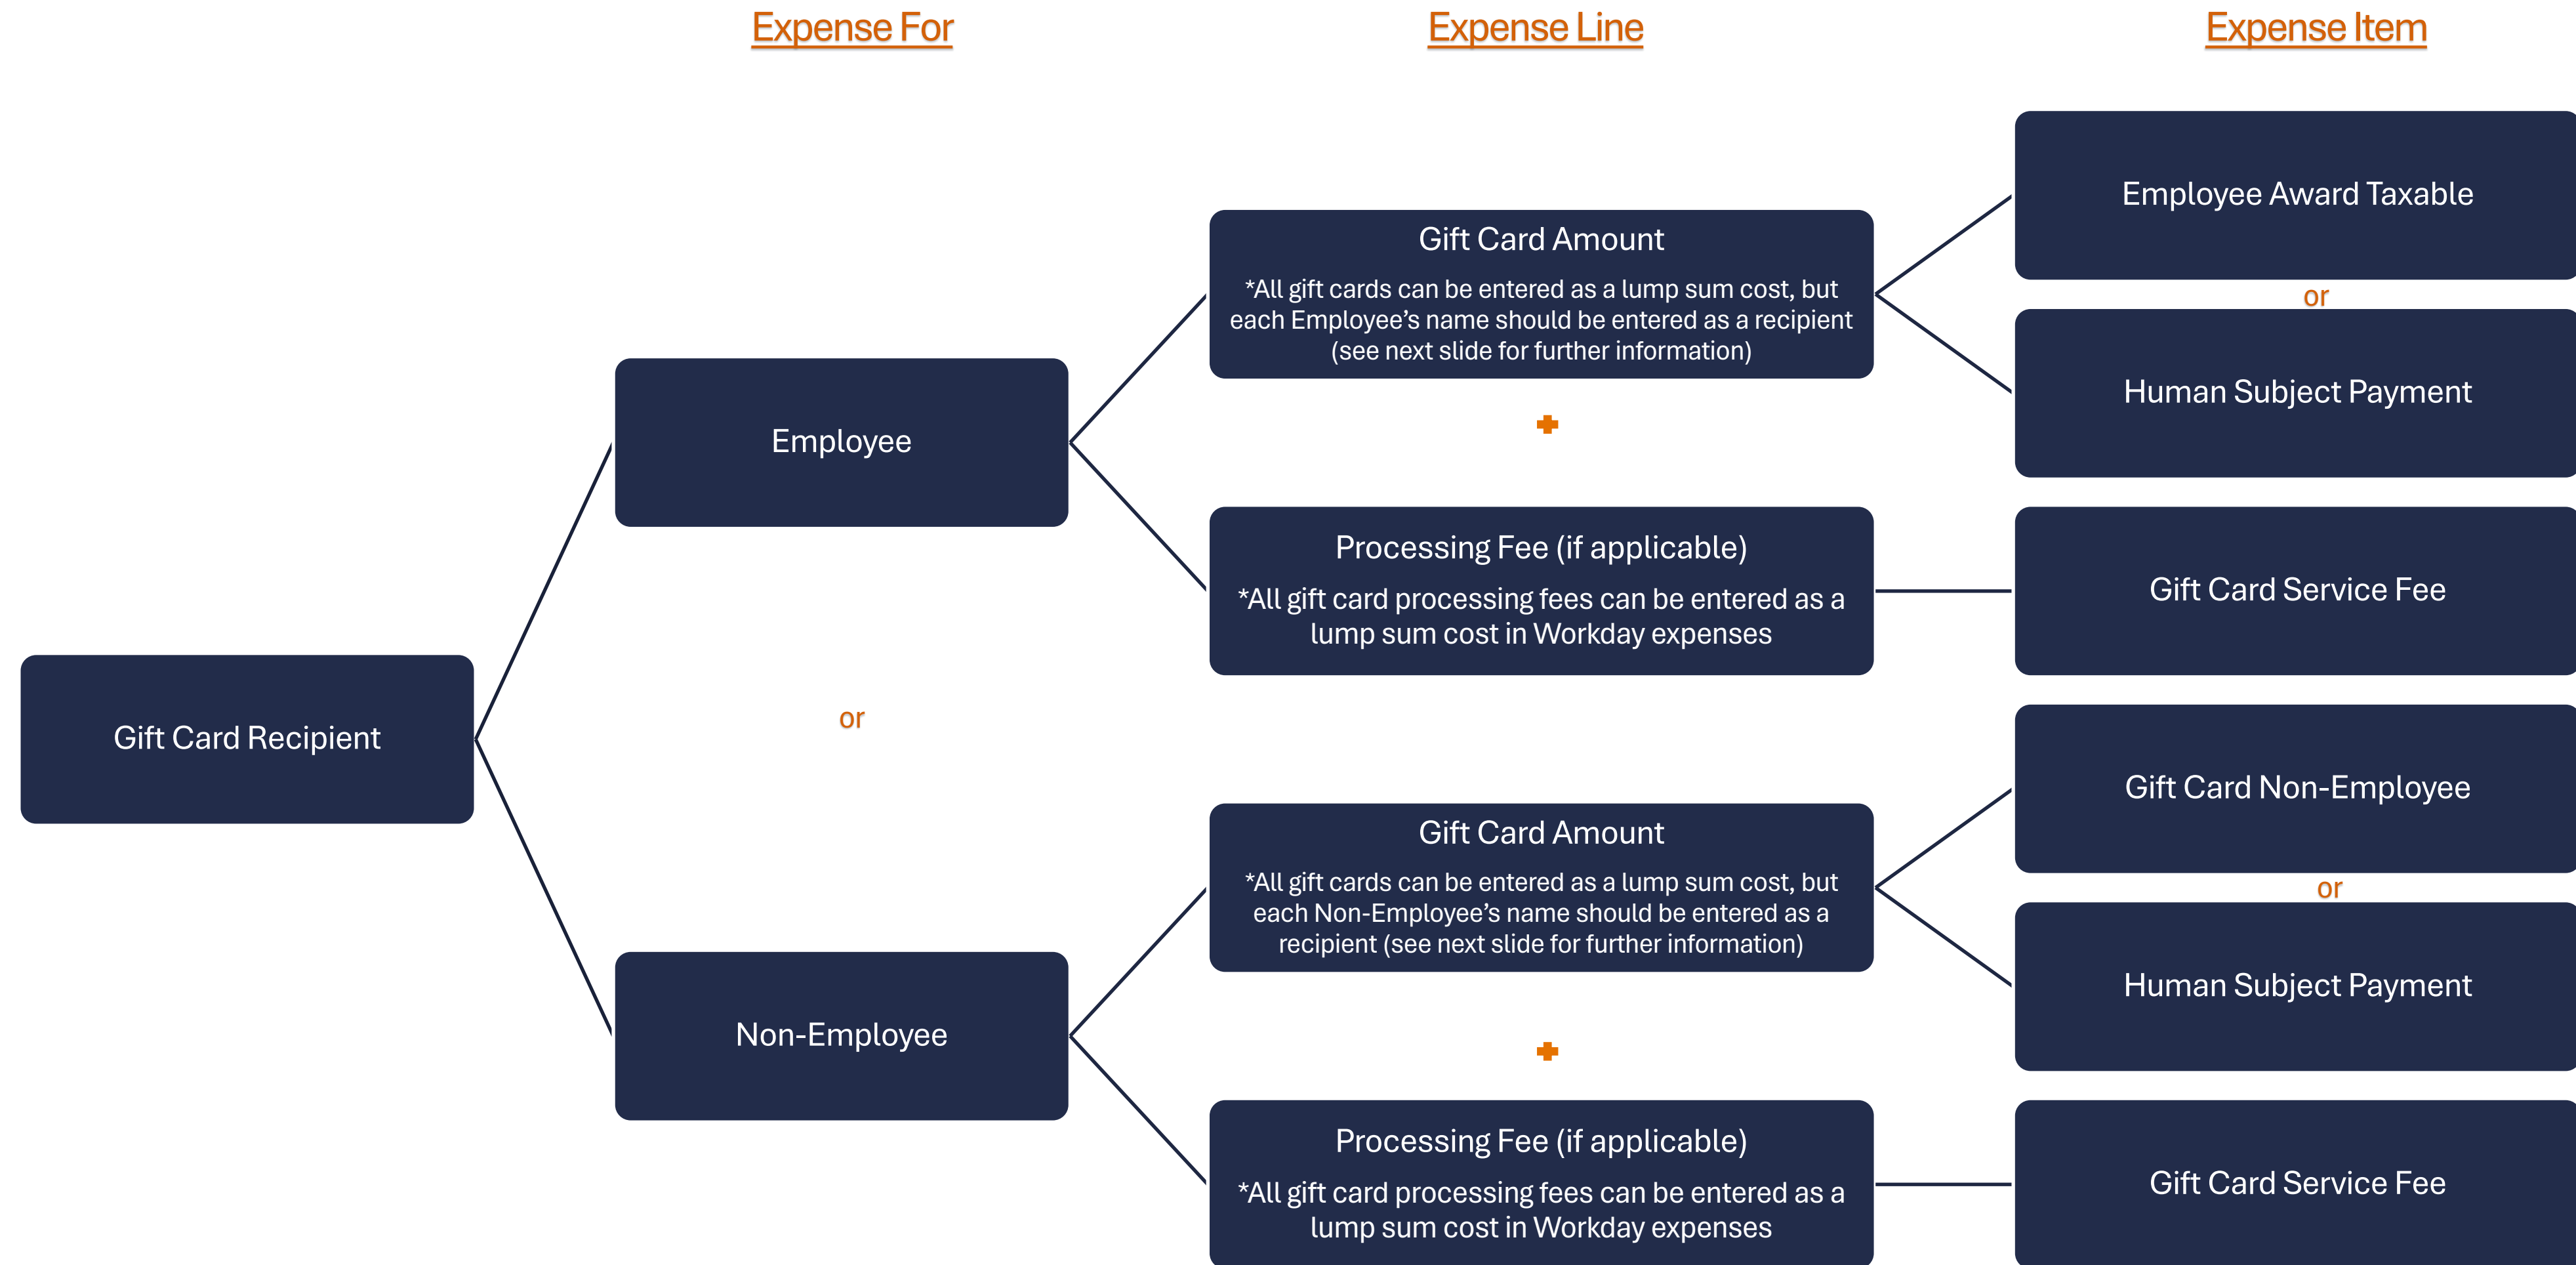 Expense For
Expense Line
Expense Item
Gift Card Recipient
Employee
or
Non-Employee
Gift Card Amount
*All gift cards can be entered as a lump sum cost, but
each Employee’s name should be entered as a recipient
(see next slide for further information)
Processing Fee (if applicable)
*All gift card processing fees can be entered as a
lump sum cost in Workday expenses
Gift Card Amount
*All gift cards can be entered as a lump sum cost, but
each Non-Employee’s name should be entered as a
recipient (see next slide for further information)
Processing Fee (if applicable)
*All gift card processing fees can be entered as a
lump sum cost in Workday expenses
Employee Award Taxable
or
Human Subject Payment
Gift Card Service Fee
Gift Card Non-Employee
or
Human Subject Payment
Gift Card Service Fee